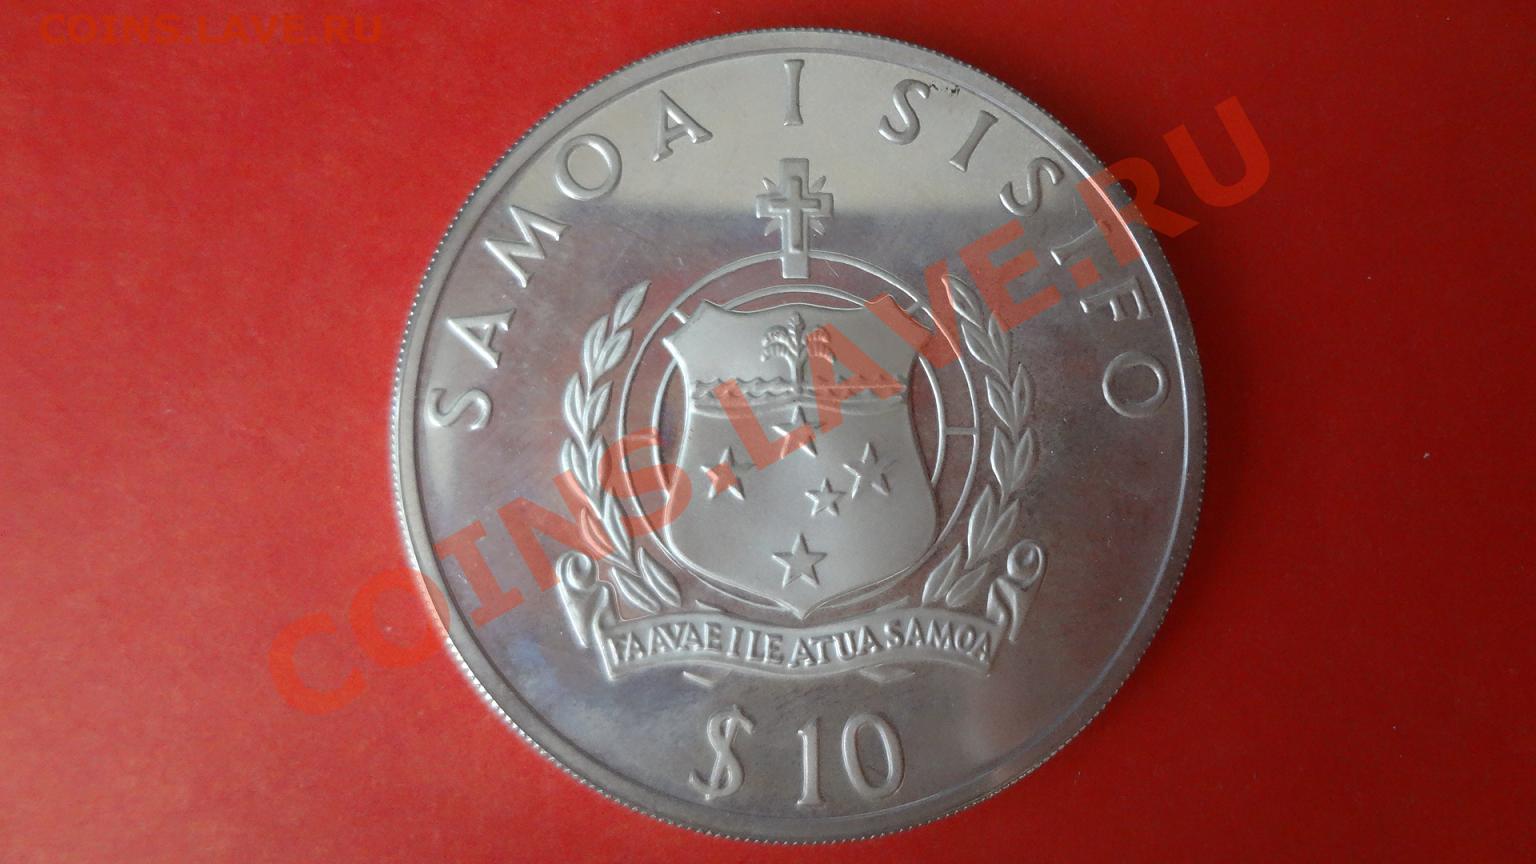 COINS.LAVE.RU
SAMOA I SISIFO
FAAVAE I LE ATUA SAMOA
$10
COINS.LAVE.RU